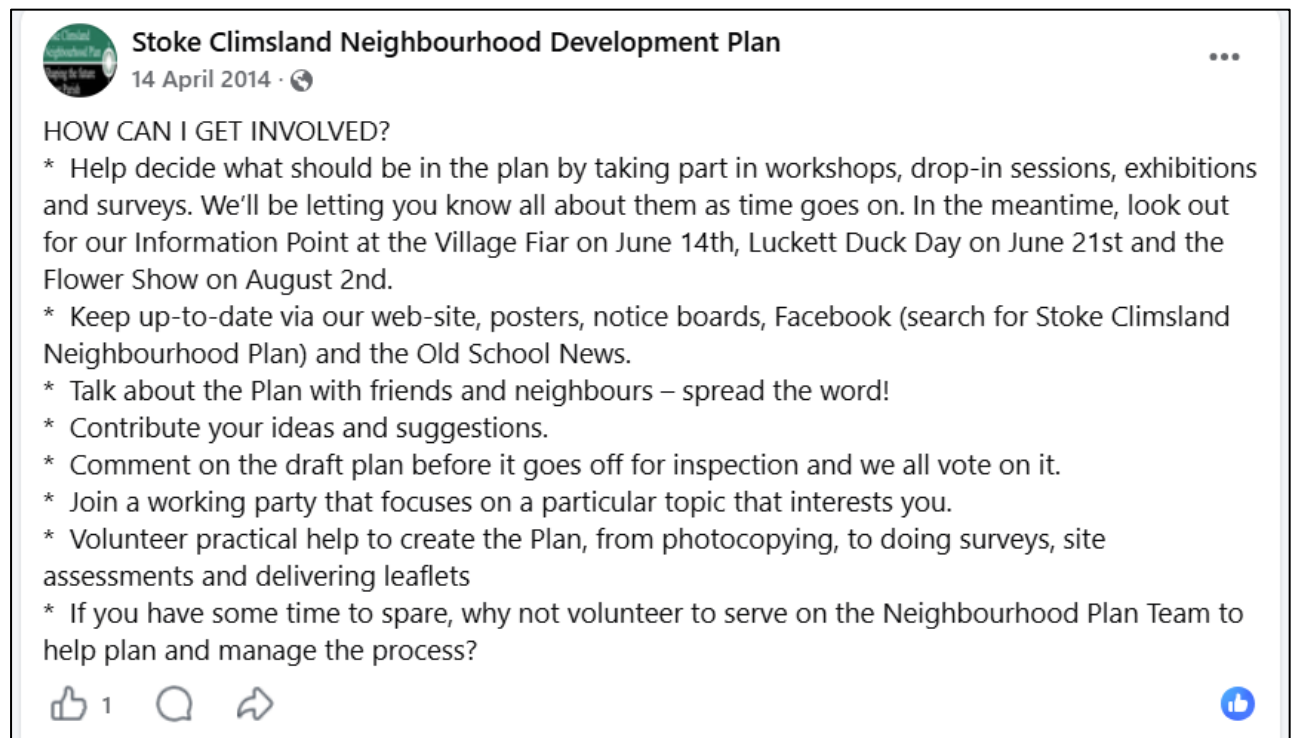 Stoke Climsland Neighbourhood Development Plan
14 April 2014 ·
HOW CAN I GET INVOLVED?
* Help decide what should be in the plan by taking part in workshops, drop-in sessions, exhibitions
and surveys. We'll be letting you know all about them as time goes on. In the meantime, look out
for our Information Point at the Village Fiar on June 14th, Luckett Duck Day on June 21st and the
Flower Show on August 2nd.
* Keep up-to-date via our web-site, posters, notice boards, Facebook (search for Stoke Climsland
Neighbourhood Plan) and the Old School News.
* Talk about the Plan with friends and neighbours – spread the word!
* Contribute your ideas and suggestions.
* Comment on the draft plan before it goes off for inspection and we all vote on it.
* Join a working party that focuses on a particular topic that interests you.
* Volunteer practical help to create the Plan, from photocopying, to doing surveys, site
assessments and delivering leaflets
* If you have some time to spare, why not volunteer to serve on the Neighbourhood Plan Team to
help plan and manage the process?
1